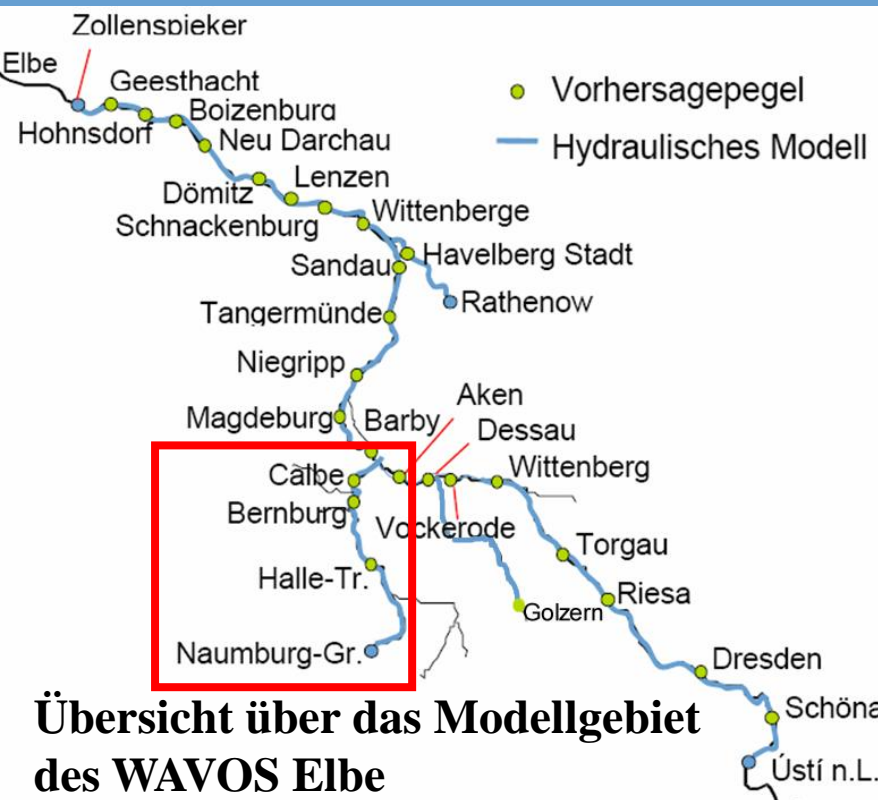 Zollenspieker
Elbe
Geesthacht
Vorhersagepegel
Boizenburg
Hohnsdorf
Neu Darchau
Hydraulisches Modell
Lenzen
Dömitz
Wittenberge
Schnackenburg
Havelberg Stadt
Sandau
Rathenow
Tangermünde
Niegripp
Aken
Magdeburg
Barby
Dessau
Calbe
Wittenberg
Bernburg
Vockerode
Torgau
Halle-Tr.
Riesa
Golzern
Naumburg-Gr.
Dresden
Schöna
Übersicht über das Modellgebiet
des WAVOS Elbe
Ústí n.L.